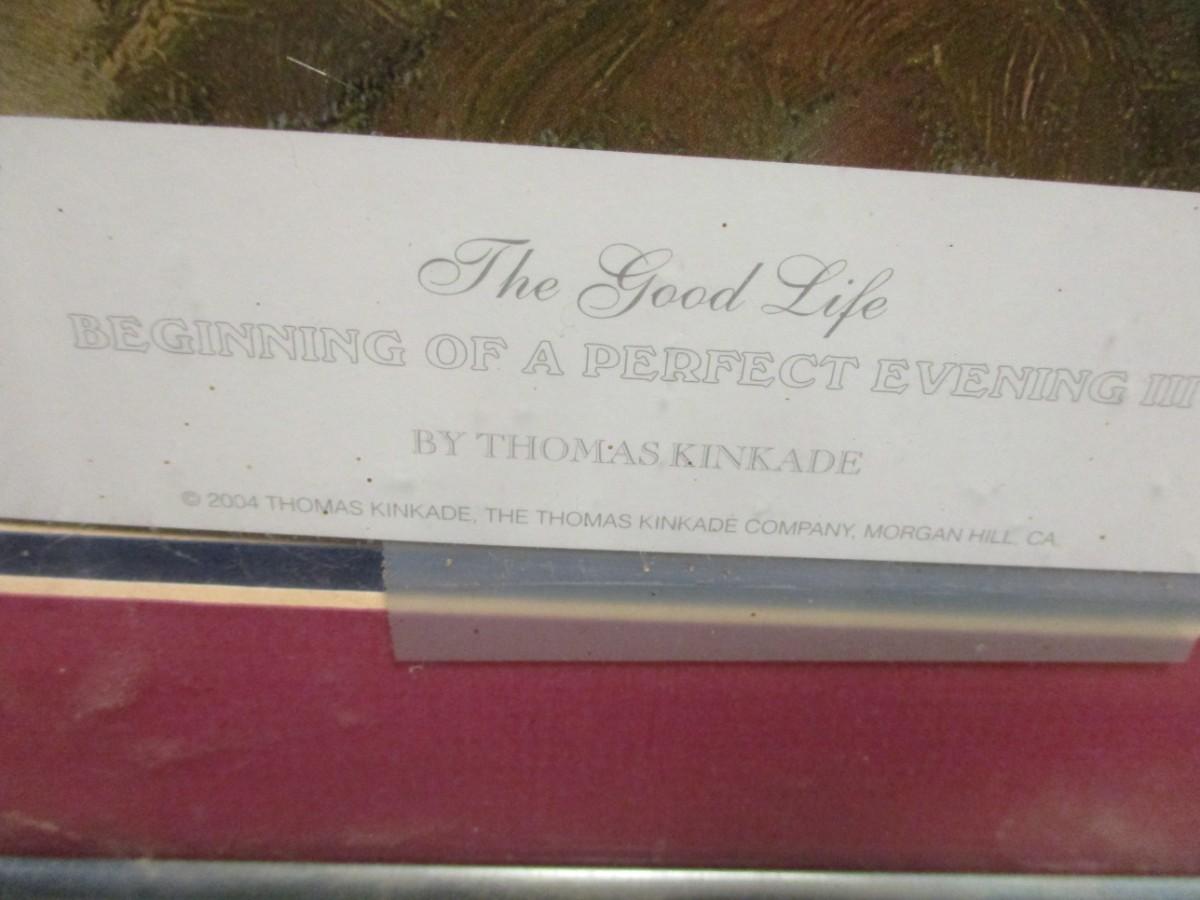 The Good Life
BEGINNING OF A PERFECT EVENING III
BY THOMAS KINKADE
© 2004 THOMAS KINKADE, THE THOMAS KINKADE COMPANY, MORGAN HILL, CA